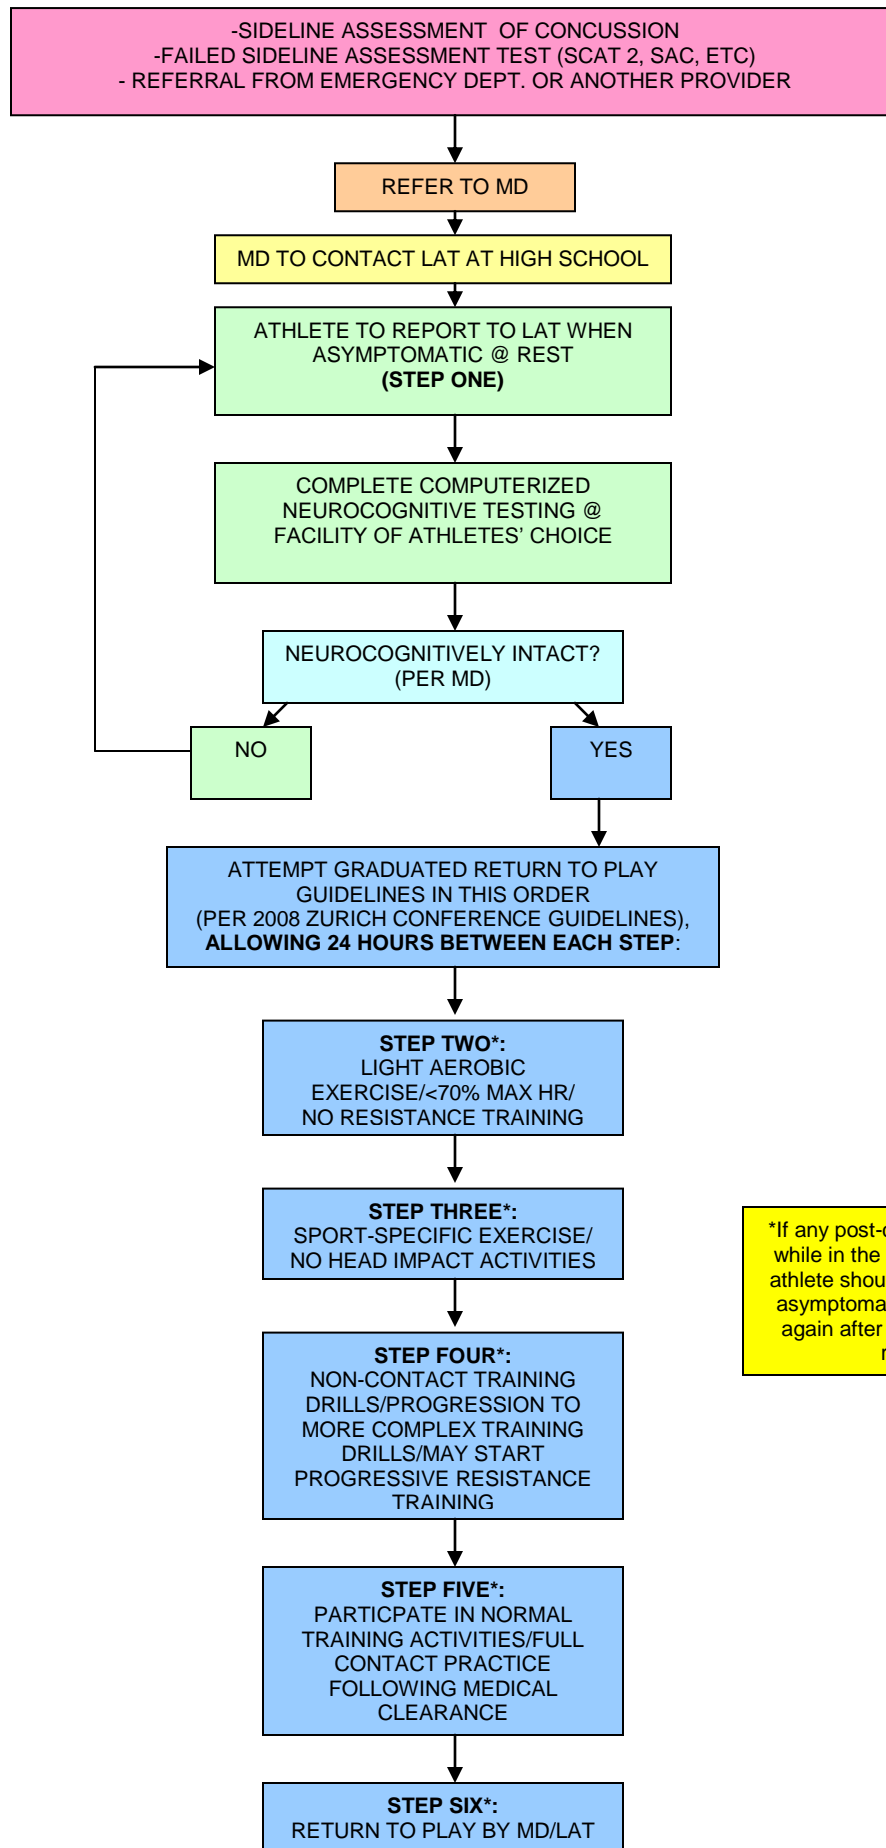 -SIDELINE ASSESSMENT OF CONCUSSION
-FAILED SIDELINE ASSESSMENT TEST (SCAT 2, SAC, ETC)
- REFERRAL FROM EMERGENCY DEPT. OR ANOTHER PROVIDER
REFER TO MD
MD TO CONTACT LAT AT HIGH SCHOOL
ATHLETE TO REPORT TO LAT WHEN
ASYMPTOMATIC @ REST
(STEP ONE)
COMPLETE COMPUTERIZED
NEUROCOGNITIVE TESTING @
FACILITY OF ATHLETES’ CHOICE
NEUROCOGNITIVELY INTACT?
(PER MD)
NO
YES
ATTEMPT GRADUATED RETURN TO PLAY
GUIDELINES IN THIS ORDER
(PER 2008 ZURICH CONFERENCE GUIDELINES),
ALLOWING 24 HOURS BETWEEN EACH STEP:
STEP TWO*:
LIGHT AEROBIC
EXERCISE/<70% MAX HR/
NO RESISTANCE TRAINING
STEP THREE*:
SPORT-SPECIFIC EXERCISE/
NO HEAD IMPACT ACTIVITIES
*If any post-
while in the
athlete shou
asymptoma
again after
STEP FOUR*:
NON-CONTACT TRAINING
DRILLS/PROGRESSION TO
MORE COMPLEX TRAINING
DRILLS/MAY START
PROGRESSIVE RESISTANCE
TRAINING
STEP FIVE*:
PARTICPATE IN NORMAL
TRAINING ACTIVITIES/FULL
CONTACT PRACTICE
FOLLOWING MEDICAL
CLEARANCE
STEP SIX*:
RETURN TO PLAY BY MD/LAT